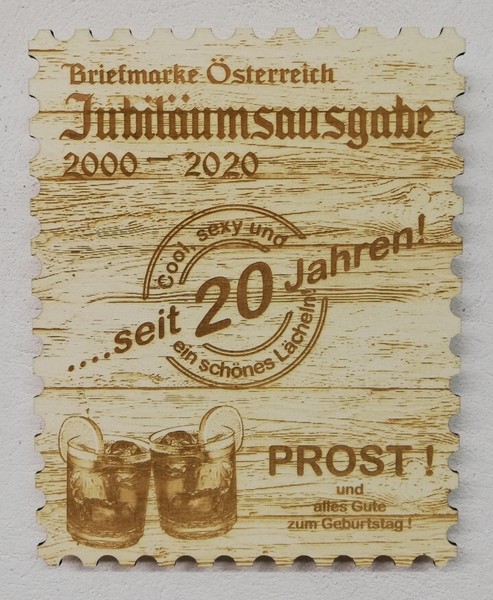 Briefmarke Österreich
Jubiläumsausgabe
2000 – 2020
Cool, sexy und
....seit 20 Jahren!
ein schönes Lächeln!
PROST !
und
alles Gute
zum Geburtstag !